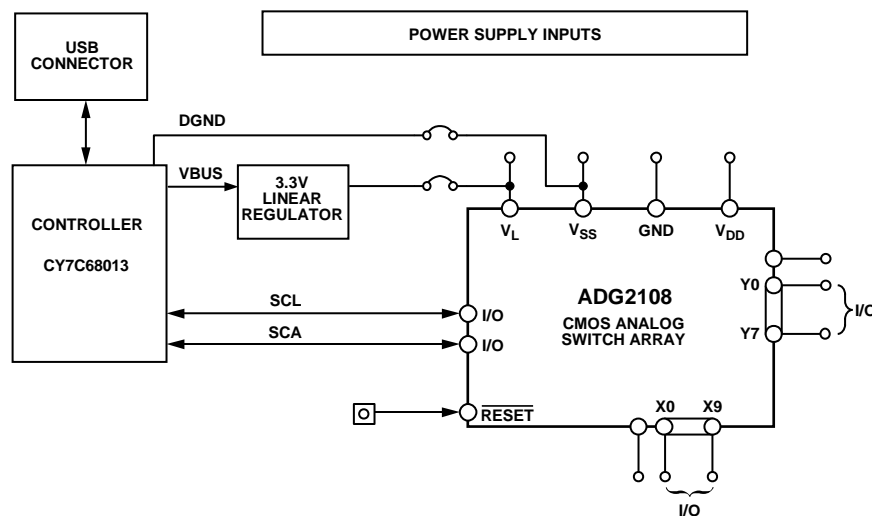 USB
CONNECTOR
POWER SUPPLY INPUTS
DGND
VBUS
3.3V
LINEAR
REGULATOR
CONTROLLER
CY7C68013
VL
VSS
GND
VDD
ADG2108
CMOS ANALOG
SWITCH ARRAY
Y0
Y7
I/O
SCL
I/O
SCA
I/O
RESET
X0
X9
I/O